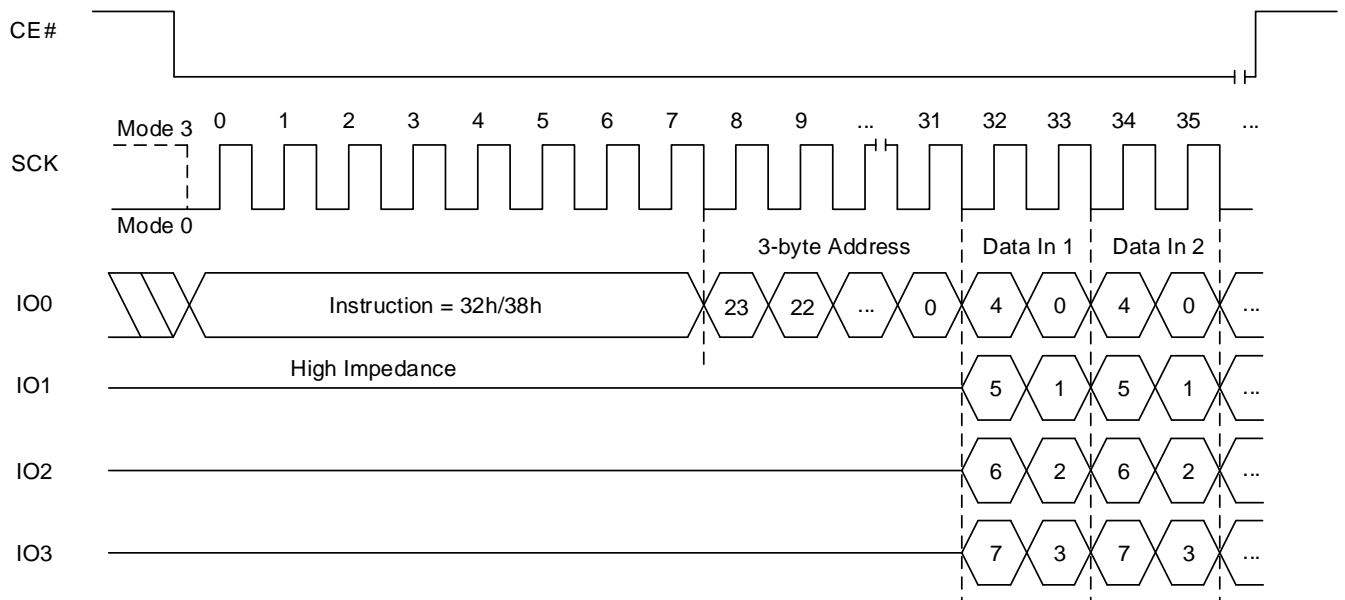 CE#
Mode 3 0 1 2 3 4 5 6 7 8 9 ... 31 32 33 34 35 ...
SCK
Mode 0
3-byte Address Data In 1 Data In 2
IO0 Instruction = 32h/38h 23 22 ... 0 4 0 4 0 ...
High Impedance
IO1 5 1 5 1 ...
IO2 6 2 6 2 ...
IO3 7 3 7 3 ...